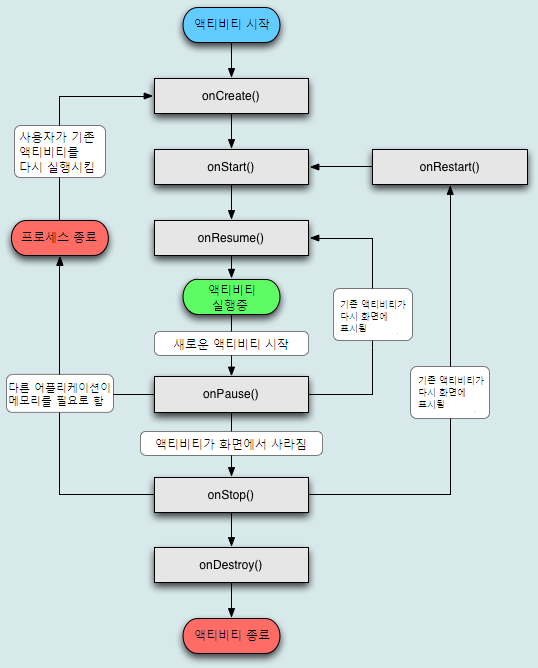 액티비티 시작
onCreate()
사용자가 기존
액티비티를
다시 실행시킴
onStart()
onRestart()
프로세스 종료
onResume()
액티비티
실행중
기존 액티비티가
다시 화면에
표시됨
새로운 액티비티 시작
다른 어플리케이션이
메모리를 필요로 함
onPause()
기존 액티비티가
다시 화면에
표시됨
액티비티가 화면에서 사라짐
onStop()
onDestroy()
액티비티 종료